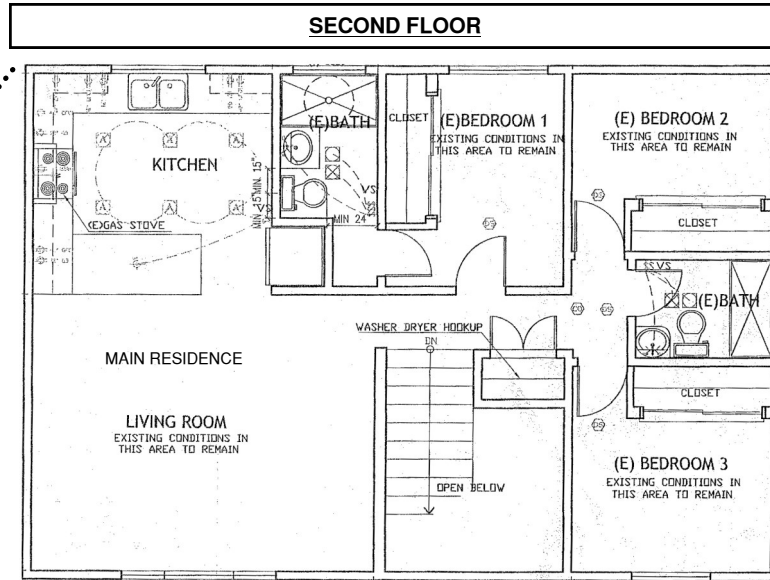 SECOND FLOOR
KITCHEN
(E)GAS STOVE
(E)BATH
MIN 15"
MIN 15"
MIN 24"
VS
CLOSET
(E)BEDROOM 1
EXISTING CONDITIONS IN
THIS AREA TO REMAIN
(E) BEDROOM 2
EXISTING CONDITIONS IN
THIS AREA TO REMAIN
CLOSET
VS
(E)BATH
WASHER DRYER HOOKUP
DN
MAIN RESIDENCE
LIVING ROOM
EXISTING CONDITIONS IN
THIS AREA TO REMAIN
OPEN BELOW
CLOSET
(E) BEDROOM 3
EXISTING CONDITIONS IN
THIS AREA TO REMAIN